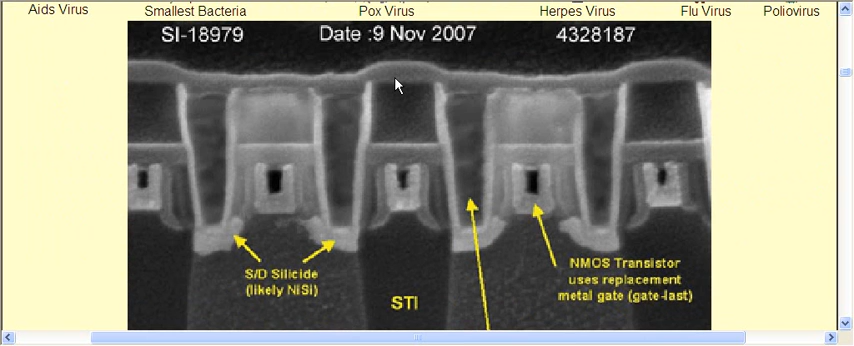 Aids Virus Smallest Bacteria Pox Virus Herpes Virus Flu Virus Poliovirus
SI-18979 Date :9 Nov 2007 4328187
S/D Silicide
(likely NiSi)
STI
NMOS Transistor
uses replacement
metal gate (gate-last)